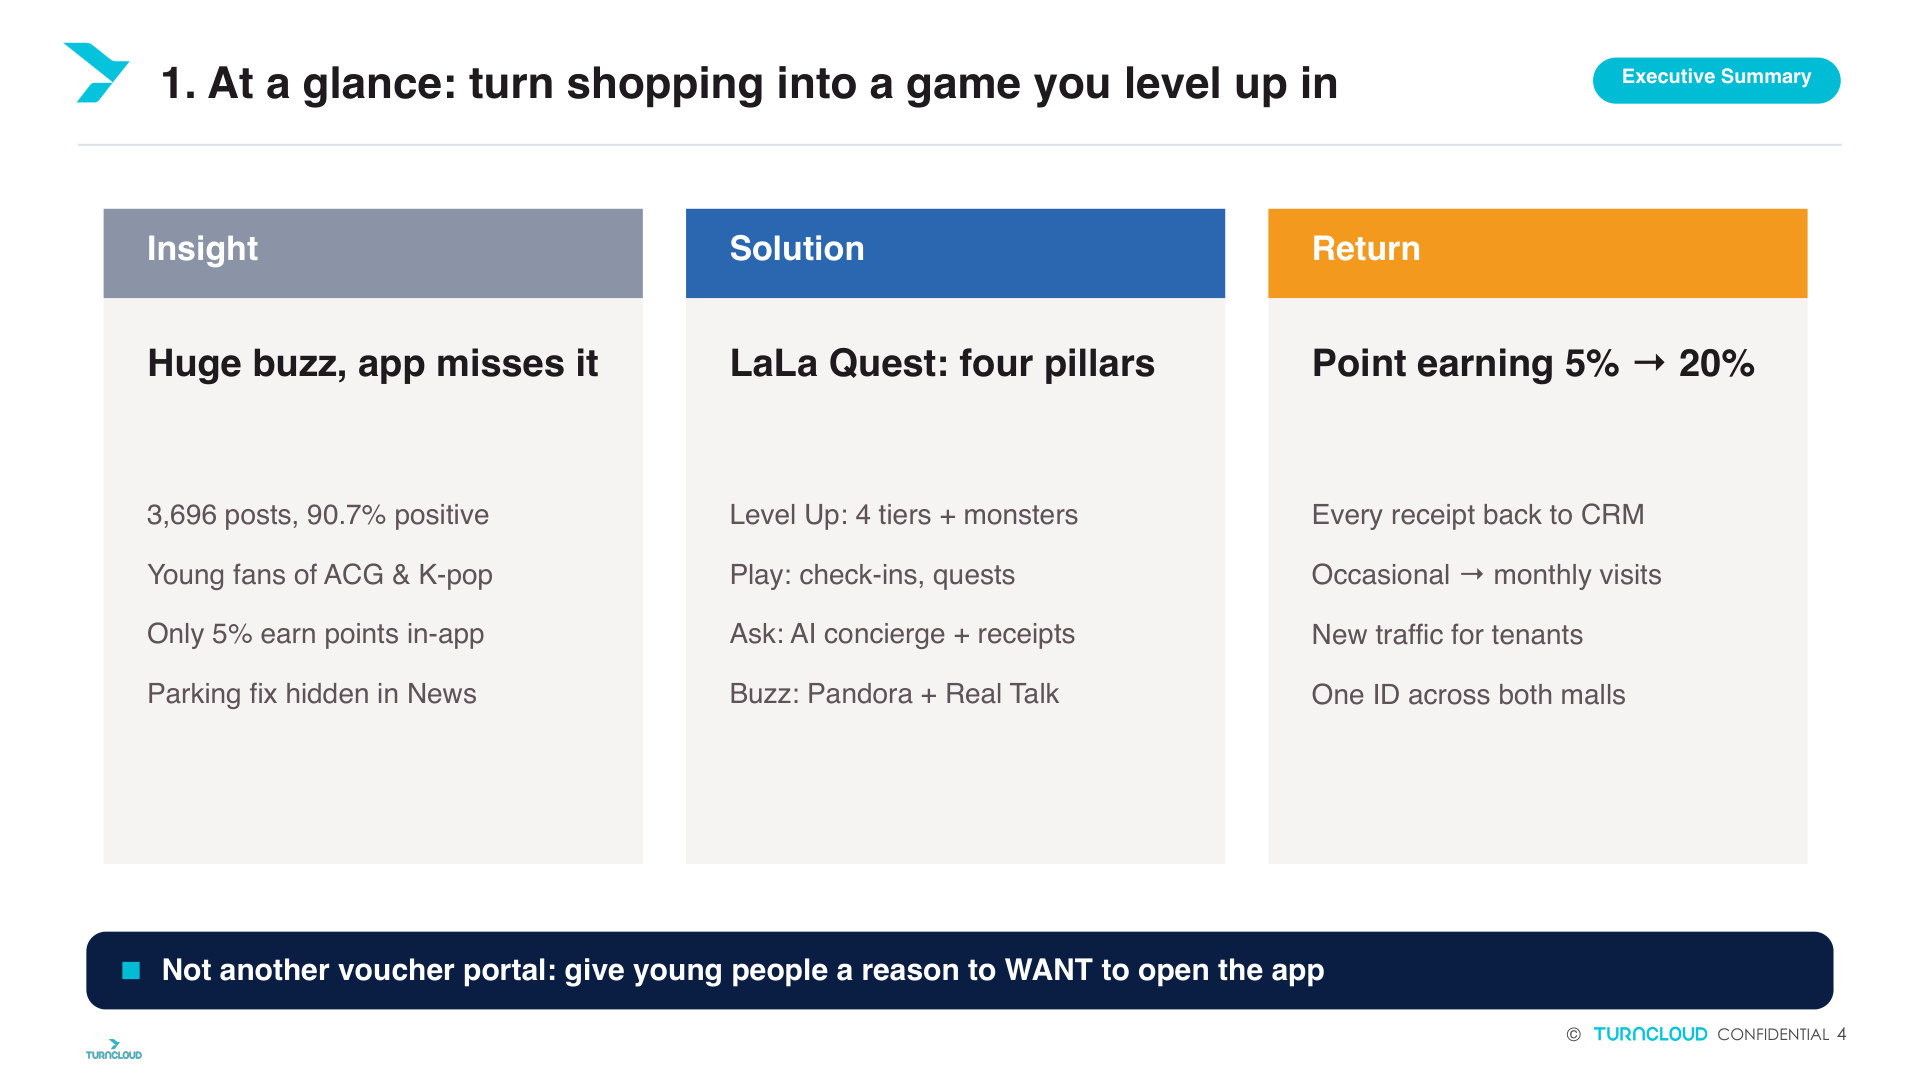 1. At a glance: turn shopping into a game you level up in
Executive Summary
Insight
Huge buzz, app misses it
3,696 posts, 90.7% positive
Young fans of ACG & K-pop
Only 5% earn points in-app
Parking fix hidden in News
Solution
LaLa Quest: four pillars
Level Up: 4 tiers + monsters
Play: check-ins, quests
Ask: AI concierge + receipts
Buzz: Pandora + Real Talk
Return
Point earning 5% → 20%
Every receipt back to CRM
Occasional → monthly visits
New traffic for tenants
One ID across both malls
Not another voucher portal: give young people a reason to WANT to open the app
TURNCLOUD
© TURNCLOUD CONFIDENTIAL 4